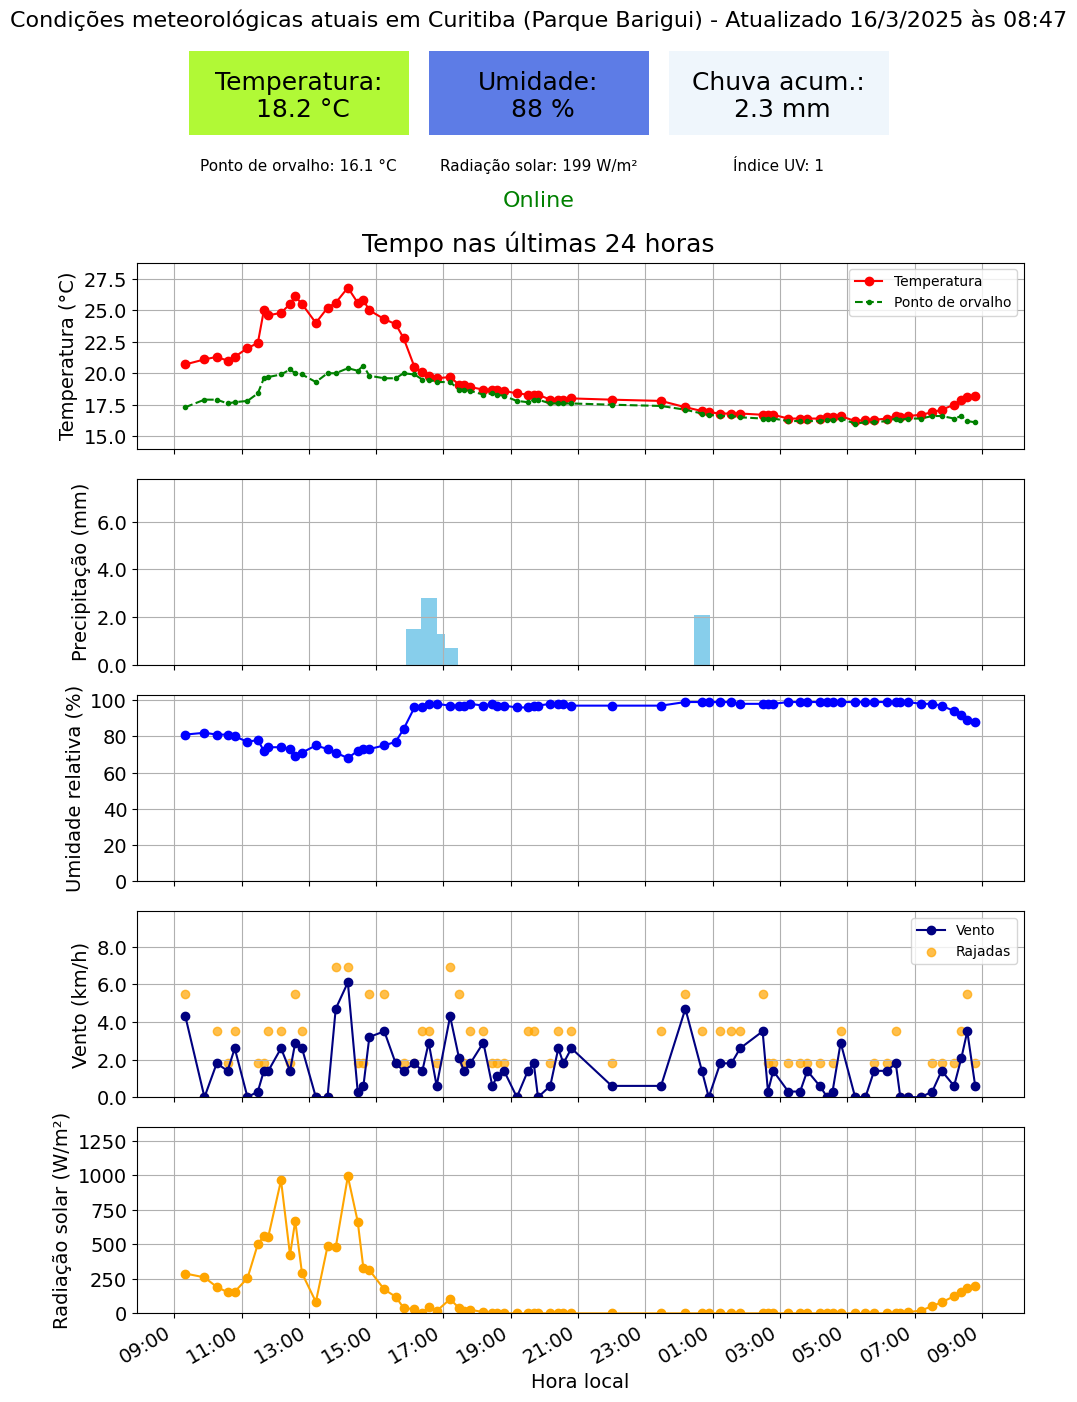 Condições meteorológicas atuais em Curitiba (Parque Barigui) - Atualizado 16/3/2025 às 08:47
Temperatura:
18.2 °C
Umidade:
88 %
Chuva acum.:
2.3 mm
Ponto de orvalho: 16.1 °C
Radiação solar: 199 W/m²
Índice UV: 1
Online
Tempo nas últimas 24 horas
Temperatura (°C)
27.5
25.0
22.5
20.0
17.5
15.0
Temperatura
Ponto de orvalho
Precipitação (mm)
6.0
4.0
2.0
0.0
Umidade relativa (%)
100
80
60
40
20
0
Vento (km/h)
8.0
6.0
4.0
2.0
0.0
Vento
Rajadas
Radiação solar (W/m²)
1250
1000
750
500
250
0
09:00
11:00
13:00
15:00
17:00
19:00
21:00
23:00
01:00
03:00
05:00
07:00
09:00
Hora local